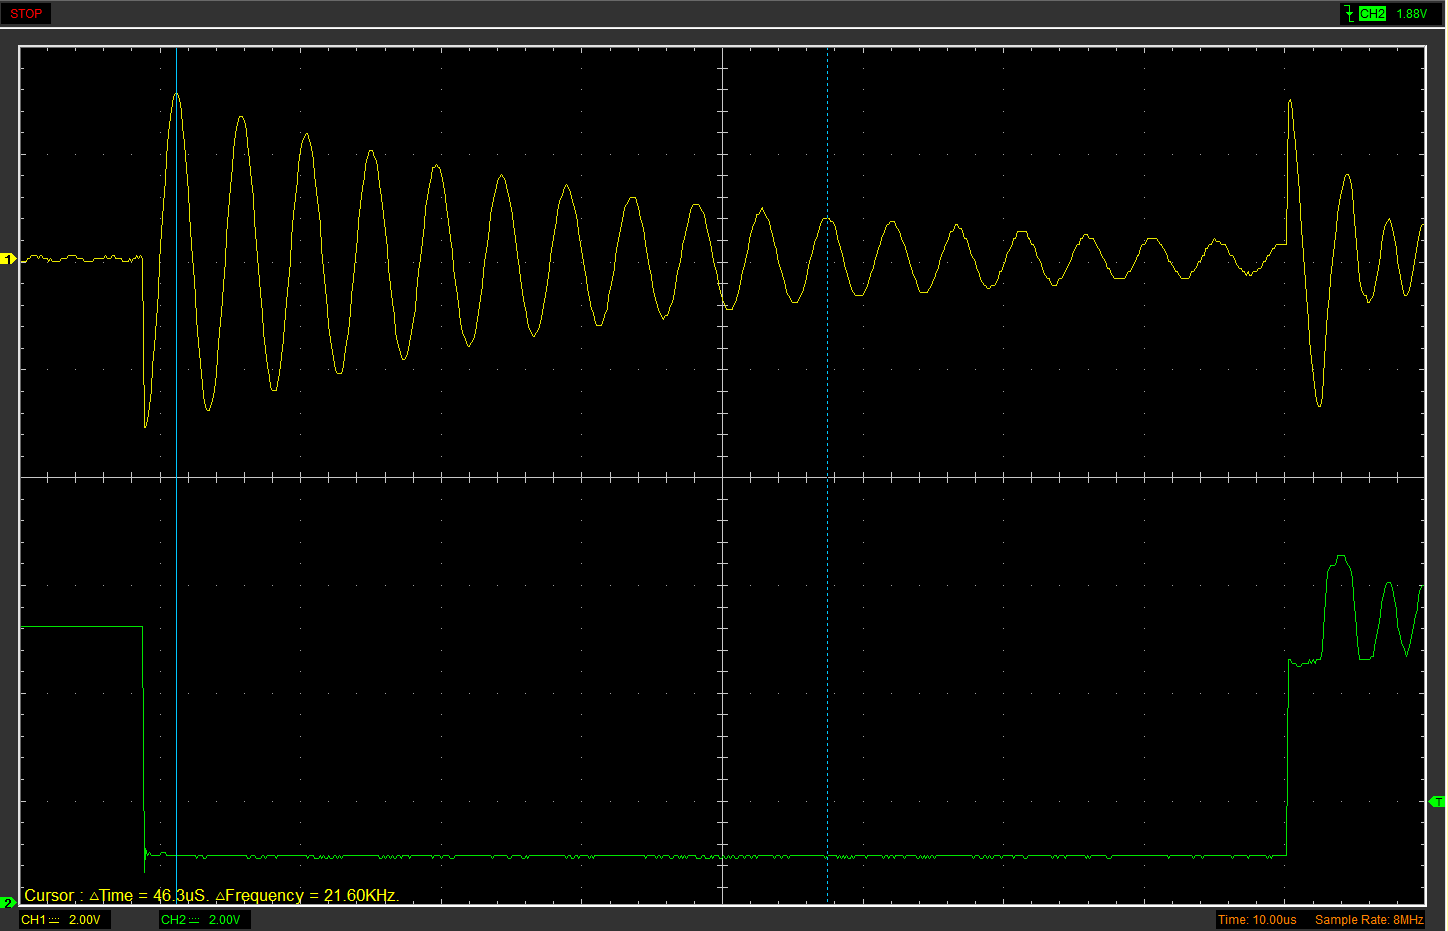 STOP
CH2 1.88V
1
T
Cursor : △Time = 46.3uS. △Frequency = 21.60KHz.
2
CH1 2.00V CH2 2.00V Time: 10.00us Sample Rate: 8MHz